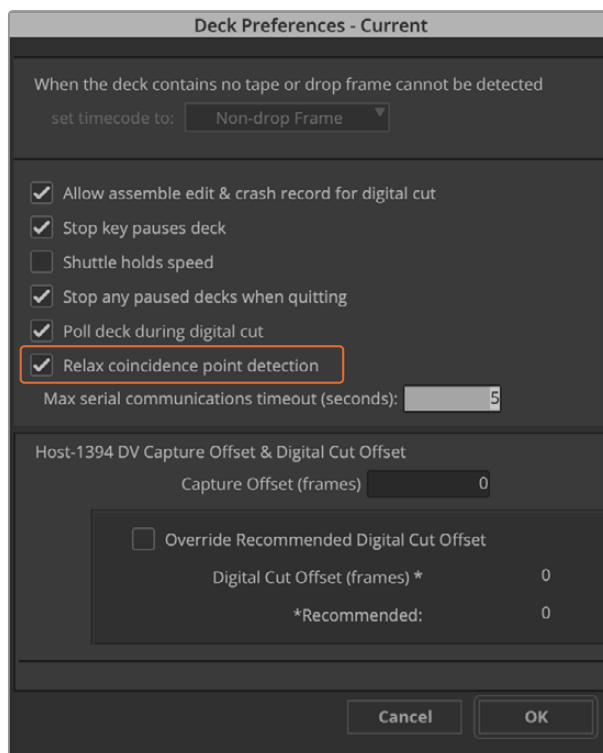 Deck Preferences - Current
When the deck contains no tape or drop frame cannot be detected
set timecode to: Non-drop Frame
Allow assemble edit & crash record for digital cut
Stop key pauses deck
Shuttle holds speed
Stop any paused decks when quitting
Poll deck during digital cut
Relax coincidence point detection
Max serial communications timeout (seconds): 5
Host-1394 DV Capture Offset & Digital Cut Offset
Capture Offset (frames) 0
Override Recommended Digital Cut Offset
Digital Cut Offset (frames) * 0
*Recommended: 0
Cancel OK